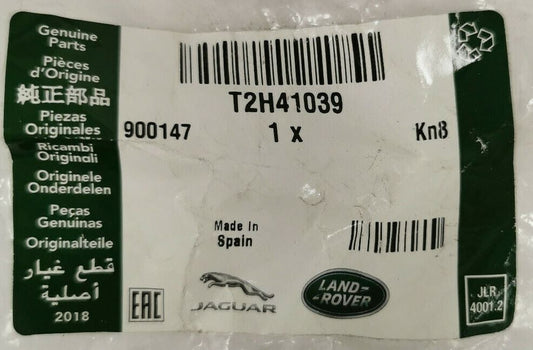 Genuine
Parts
Pièces
d'Origine
純正部品
Piezas
Originales
Ricambi
Originali
Originele
Onderdelen
Peças
Genuinas
Originalteile
قطع غيار
أصلية
2018
T2H41039
900147
1 x
Kn8
Made In
Spain
EAC
JAGUAR
LAND-
-ROVER
JLR
4001.2